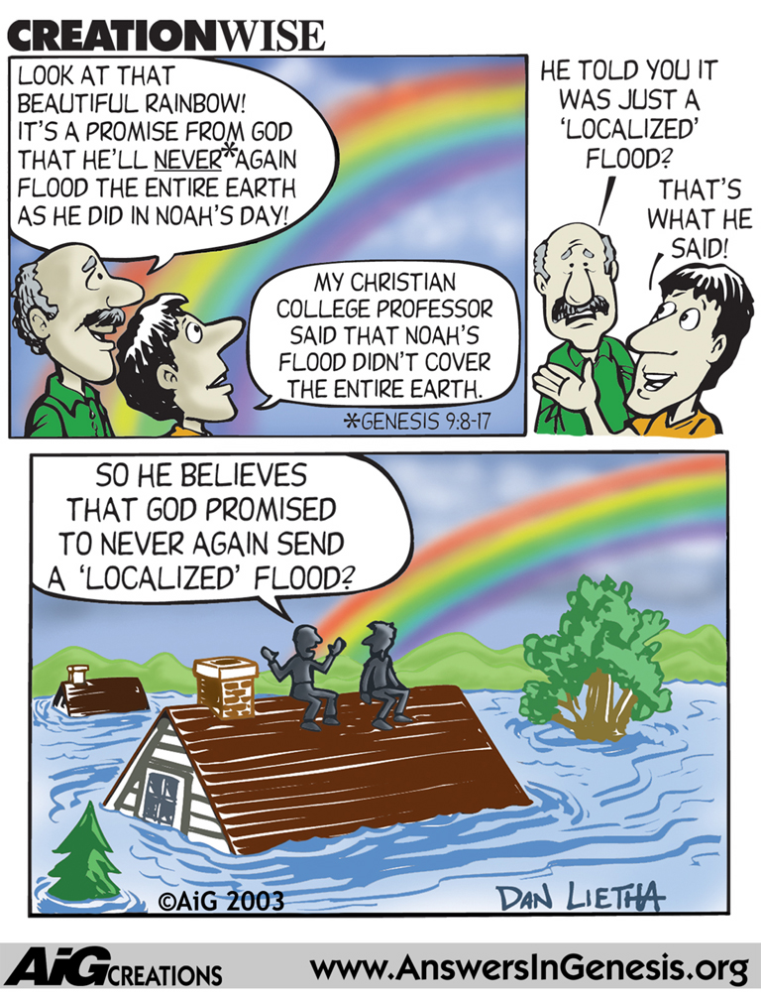 CREATIONWISE
LOOK AT THAT
BEAUTIFUL RAINBOW!
IT'S A PROMISE FROM GOD
THAT HE'LL NEVER* AGAIN
FLOOD THE ENTIRE EARTH
AS HE DID IN NOAH'S DAY!
MY CHRISTIAN
COLLEGE PROFESSOR
SAID THAT NOAH'S
FLOOD DIDN'T COVER
THE ENTIRE EARTH.
*GENESIS 9:8-17
HE TOLD YOU IT
WAS JUST A
'LOCALIZED'
FLOOD?
THAT'S
WHAT HE
SAID!
SO HE BELIEVES
THAT GOD PROMISED
TO NEVER AGAIN SEND
A 'LOCALIZED' FLOOD?
©AiG 2003
DAN LIETHA
AiG CREATIONS
www.AnswersInGenesis.org